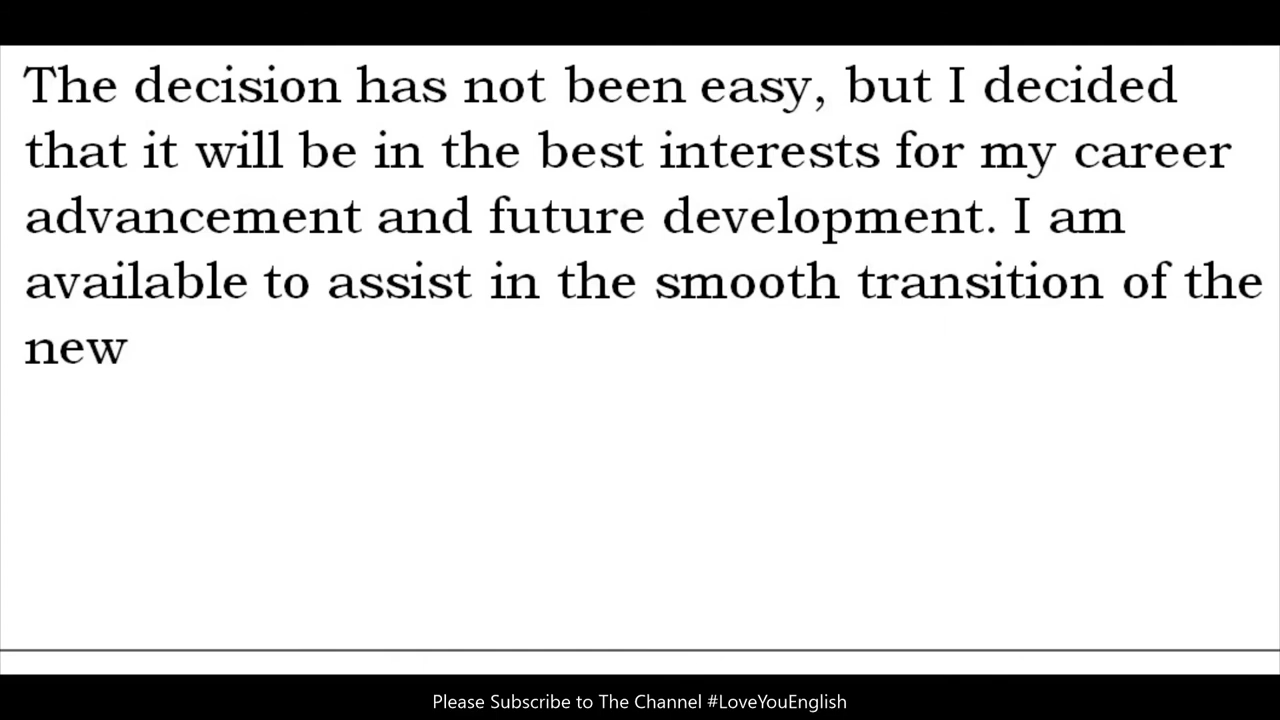 The decision has not been easy, but I decided
that it will be in the best interests for my career
advancement and future development. I am
available to assist in the smooth transition of the
new
Please Subscribe to The Channel #LoveYouEnglish